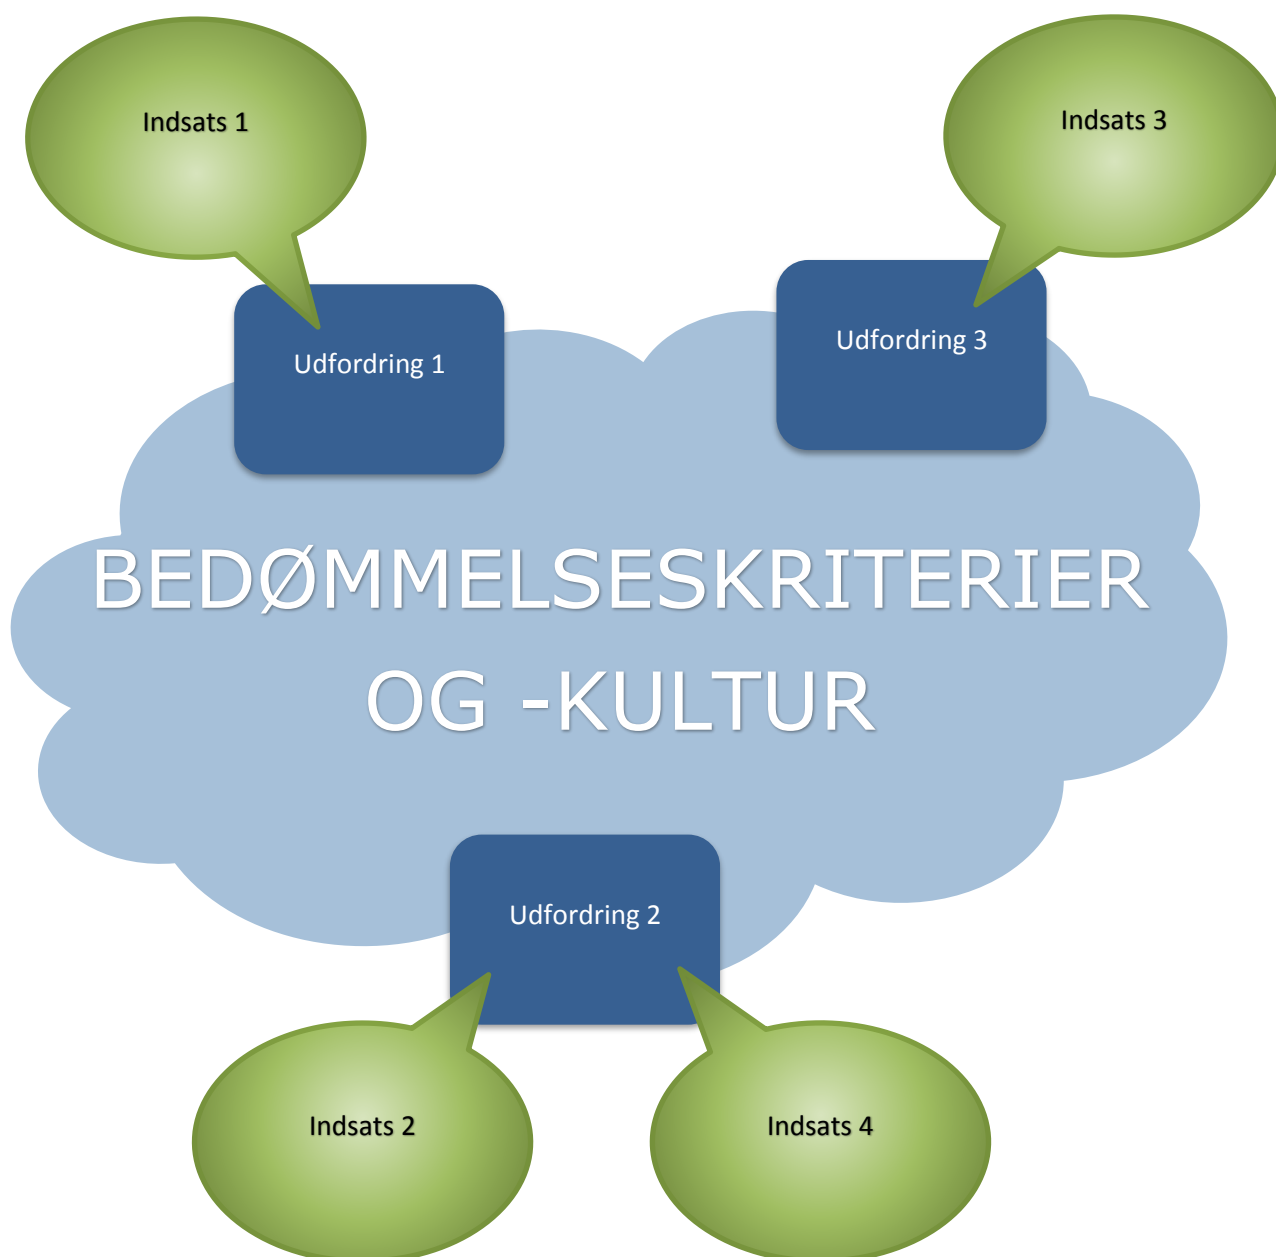 Indsats 1
Indsats 3
Udfordring 1
Udfordring 3
BEDØMMELSESKRITERIER
OG -KULTUR
Udfordring 2
Indsats 2
Indsats 4